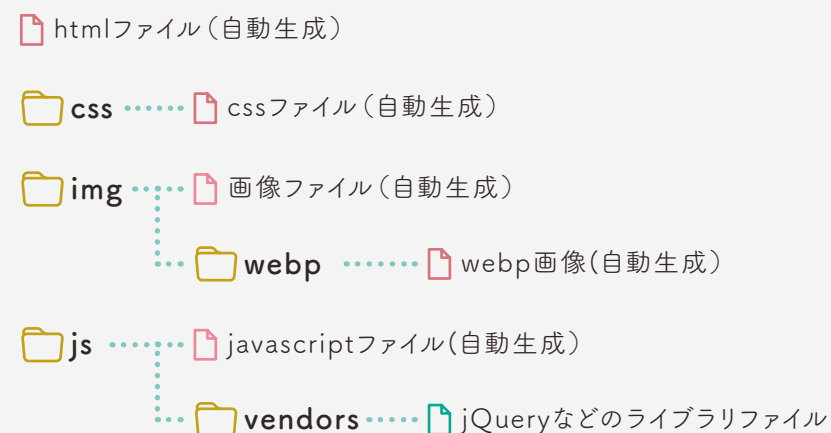 htmlファイル（自動生成）
css cssファイル（自動生成）
img 画像ファイル（自動生成）
webp webp画像(自動生成）
js javascriptファイル(自動生成）
vendors jQueryなどのライブラリファイル